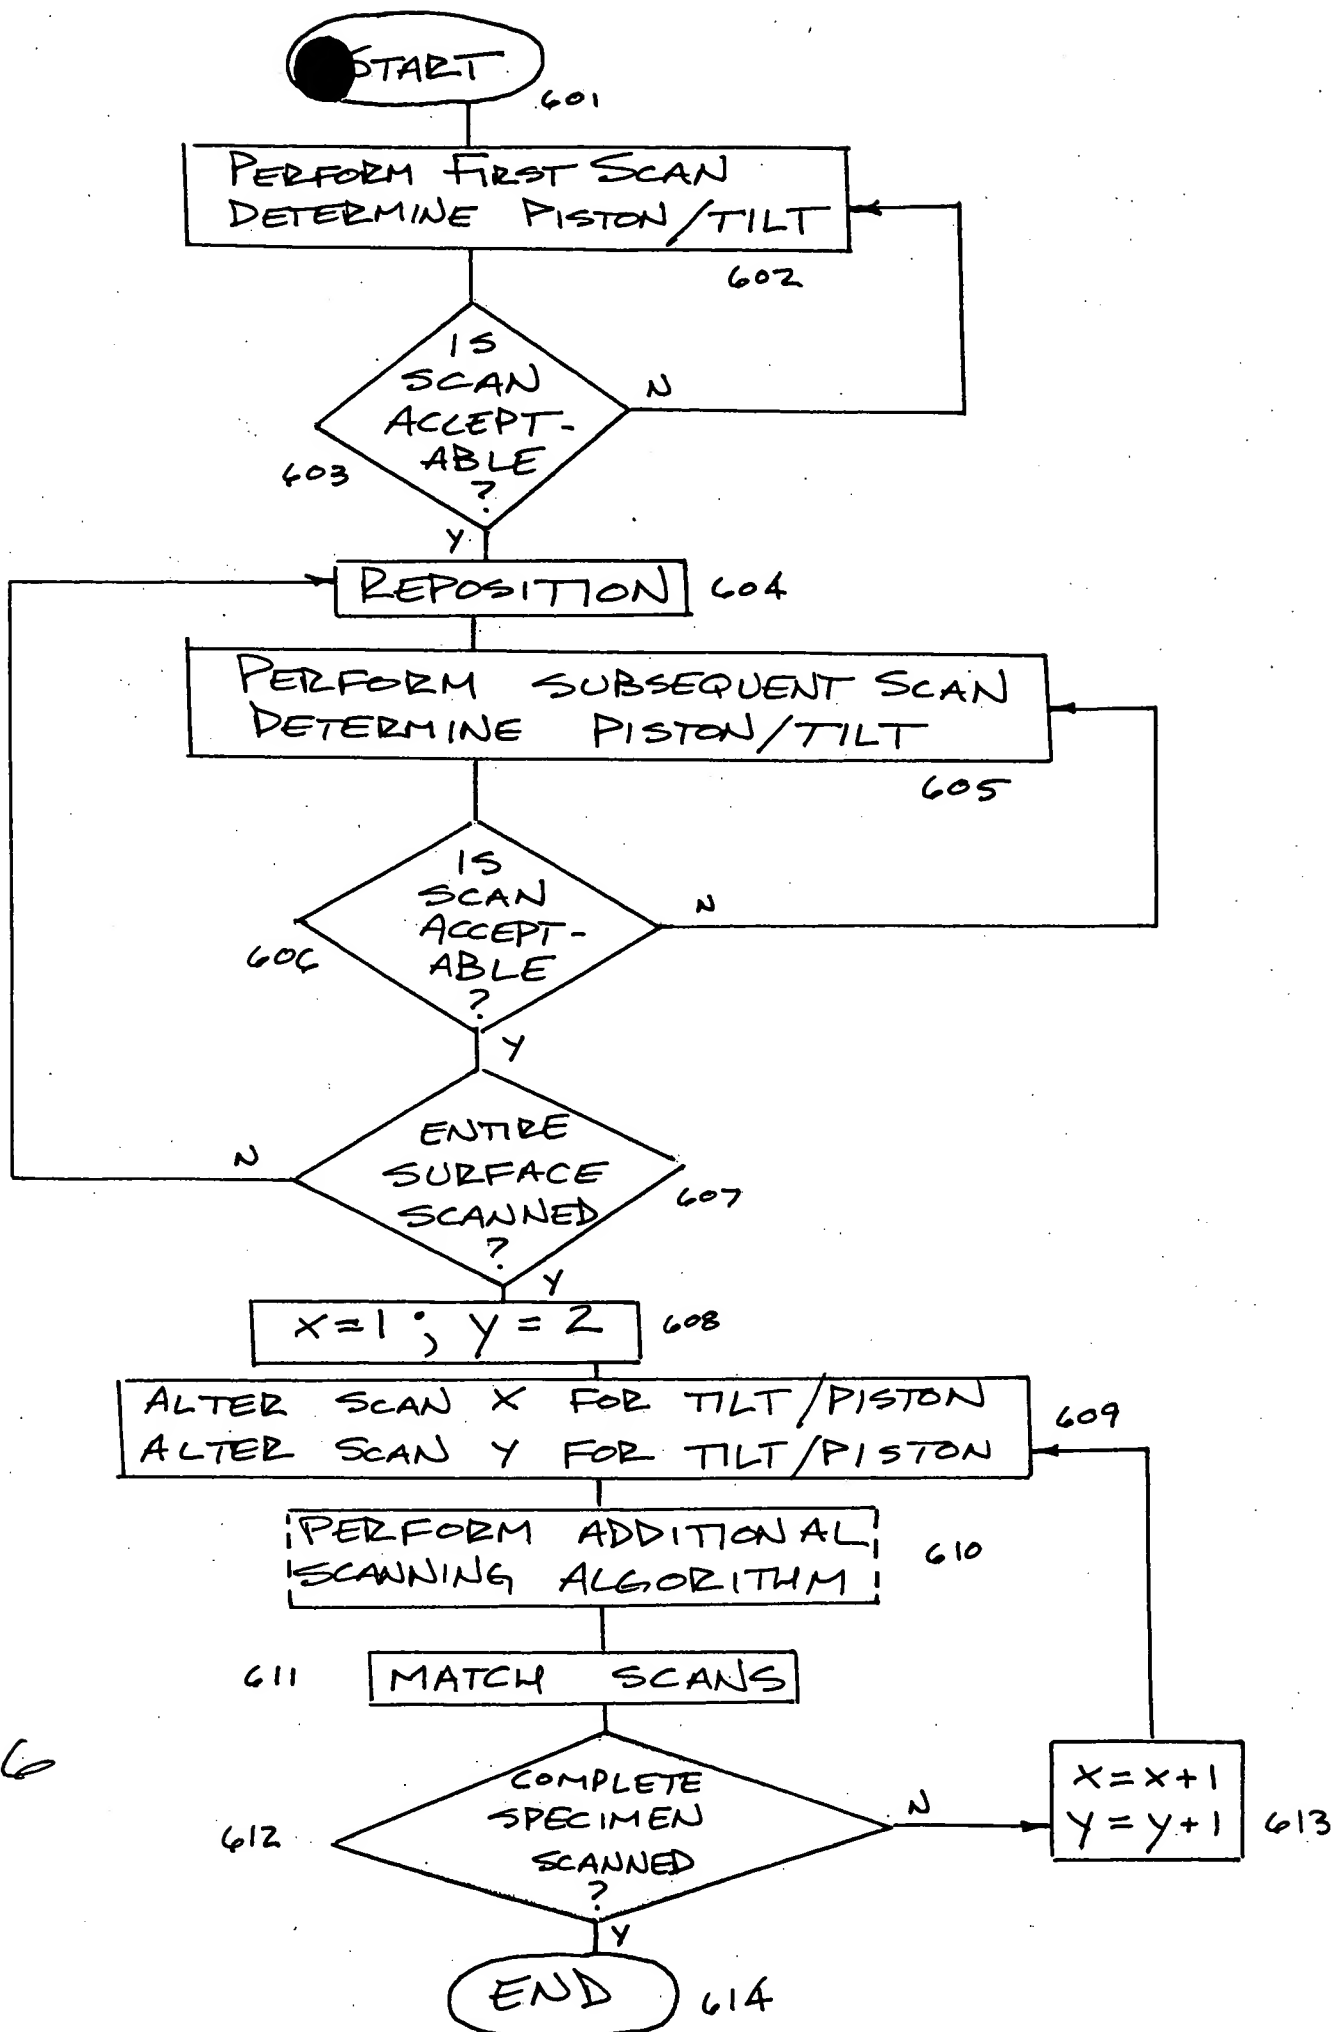 START
601
PERFORM FIRST SCAN
DETERMINE PISTON/TILT
602
IS
SCAN
ACCEPT-
ABLE
?
N
603
Y
REPOSITION
604
PERFORM SUBSEQUENT SCAN
DETERMINE PISTON/TILT
605
IS
SCAN
ACCEPT-
ABLE
?
N
606
Y
ENTIRE
SURFACE
SCANNED
?
N
607
Y
x=1; y=2
608
ALTER SCAN X FOR TILT/PISTON
ALTER SCAN Y FOR TILT/PISTON
609
PERFORM ADDITIONAL
SCANNING ALGORITHM
610
611
MATCH SCANS
6
COMPLETE
SPECIMEN
SCANNED
?
612
N
x=x+1
y=y+1
613
Y
END
614